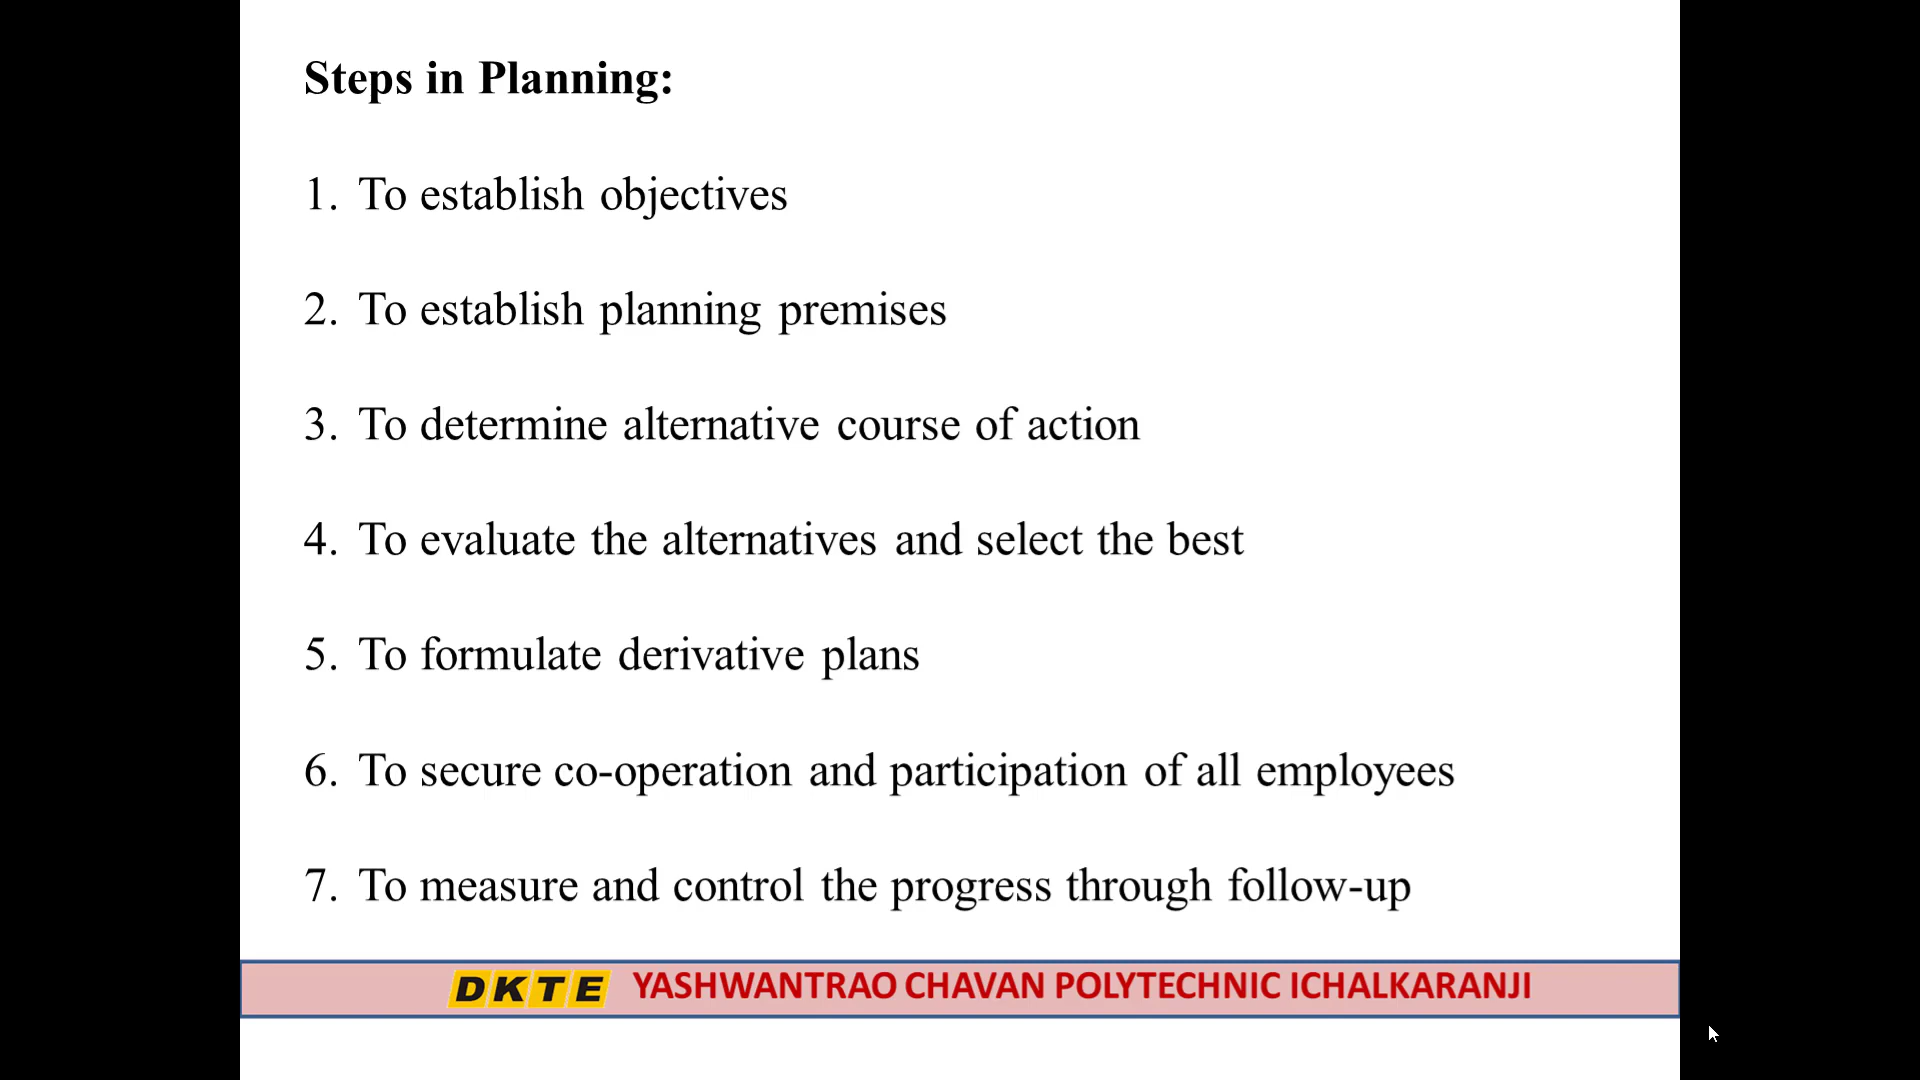 Steps in Planning:
1. To establish objectives
2. To establish planning premises
3. To determine alternative course of action
4. To evaluate the alternatives and select the best
5. To formulate derivative plans
6. To secure co-operation and participation of all employees
7. To measure and control the progress through follow-up
DKTE YASHWANTRAO CHAVAN POLYTECHNIC ICHALKARANJI